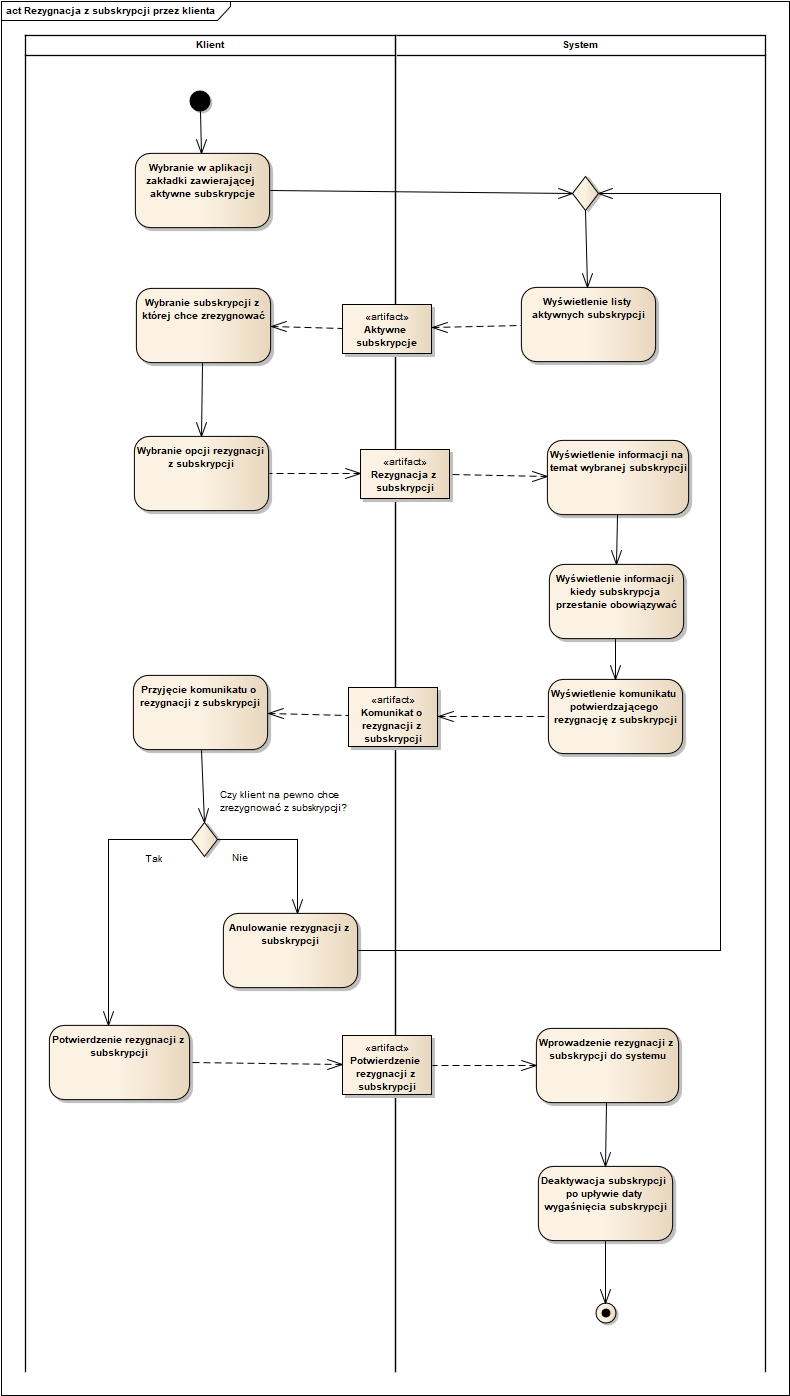 act Rezygnacja z subskrypcji przez klienta
Klient
System
Wybranie w aplikacji
zakładki zawierającej
aktywne subskrypcje
Wyświetlenie listy
aktywnych subskrypcji
«artifact»
Aktywne
subskrypcje
Wybranie subskrypcji z
której chce zrezygnować
Wybranie opcji rezygnacji
z subskrypcji
«artifact»
Rezygnacja z
subskrypcji
Wyświetlenie informacji na
temat wybranej subskrypcji
Wyświetlenie informacji
kiedy subskrypcja
przestanie obowiązywać
Wyświetlenie komunikatu
potwierdzającego
rezygnację z subskrypcji
«artifact»
Komunikat o
rezygnacji z
subskrypcji
Przyjęcie komunikatu o
rezygnacji z subskrypcji
Czy klient na pewno chce
zrezygnować z subskrypcji?
Tak
Nie
Anulowanie rezygnacji z
subskrypcji
Potwierdzenie rezygnacji z
subskrypcji
«artifact»
Potwierdzenie
rezygnacji z
subskrypcji
Wprowadzenie rezygnacji z
subskrypcji do systemu
Deaktywacja subskrypcji
po upływie daty
wygaśnięcia subskrypcji